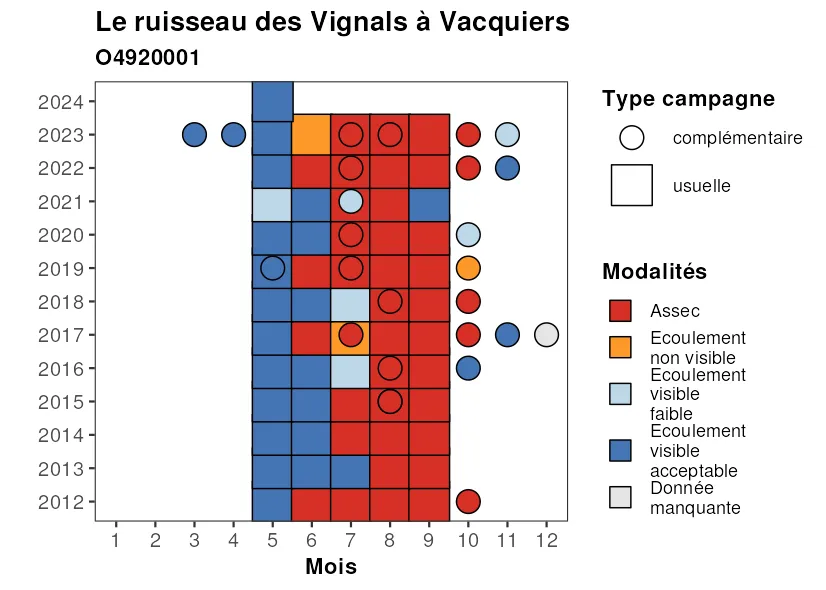 Le ruisseau des Vignals à Vacquiers
O4920001
2024
2023
2022
2021
2020
2019
2018
2017
2016
2015
2014
2013
2012
1 2 3 4 5 6 7 8 9 10 11 12
Mois
Type campagne
complémentaire
usuelle
Modalités
Assec
Ecoulement
non visible
Ecoulement
visible
faible
Ecoulement
visible
acceptable
Donnée
manquante